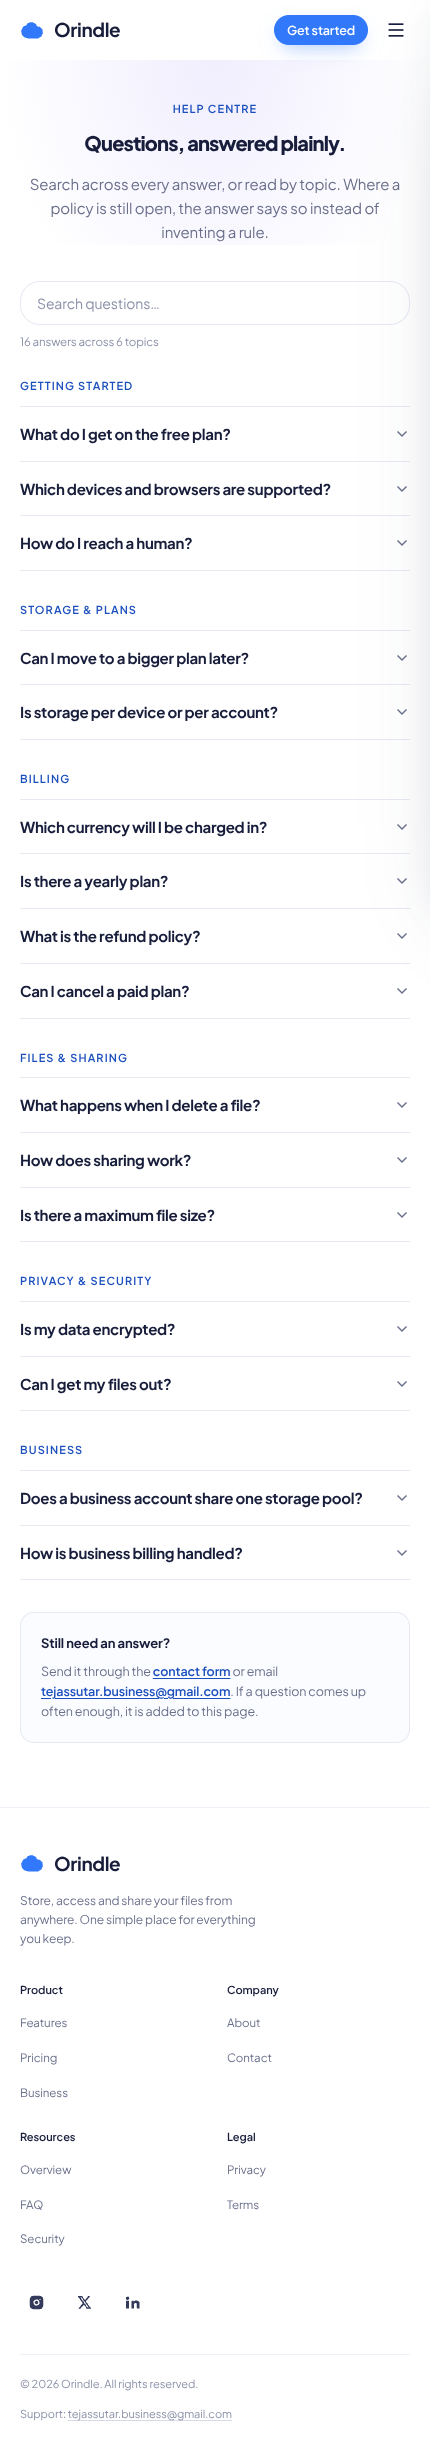 Orindle
Get started
HELP CENTRE
Questions, answered plainly.
Search across every answer, or read by topic. Where a
policy is still open, the answer says so instead of
inventing a rule.
Search questions...
16 answers across 6 topics
GETTING STARTED
What do I get on the free plan?
Which devices and browsers are supported?
How do I reach a human?
STORAGE & PLANS
Can I move to a bigger plan later?
Is storage per device or per account?
BILLING
Which currency will I be charged in?
Is there a yearly plan?
What is the refund policy?
Can I cancel a paid plan?
FILES & SHARING
What happens when I delete a file?
How does sharing work?
Is there a maximum file size?
PRIVACY & SECURITY
Is my data encrypted?
Can I get my files out?
BUSINESS
Does a business account share one storage pool?
How is business billing handled?
Still need an answer?
Send it through the contact form or email
tejassutar.business@gmail.com. If a question comes up
often enough, it is added to this page.
Orindle
Store, access and share your files from
anywhere. One simple place for everything
you keep.
Product
Features
Pricing
Business
Company
About
Contact
Resources
Overview
FAQ
Security
Legal
Privacy
Terms
© 2026 Orindle. All rights reserved.
Support: tejassutar.business@gmail.com